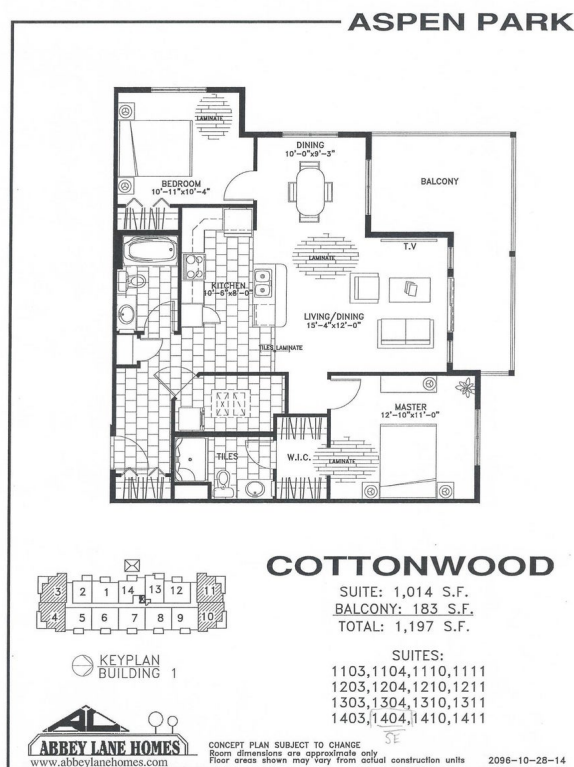 ASPEN PARK
LAMINATE
BEDROOM
10'-11"x10'-4"
DINING
10'-0"x9'-3"
BALCONY
T.V
LAMINATE
KITCHEN
10'-6"x8'-0"
LIVING/DINING
15'-4"x12'-0"
TILES LAMINATE
MASTER
12'-10"x11'-0"
TILES
W.I.C.
LAMINATE
COTTONWOOD
SUITE: 1,014 S.F.
BALCONY: 183 S.F.
TOTAL: 1,197 S.F.
3 2 1 14 13 12 11
4 5 6 7 8 9 10
KEYPLAN
BUILDING 1
SUITES:
1103,1104,1110,1111
1203,1204,1210,1211
1303,1304,1310,1311
1403,1404,1410,1411
SE
ABBEY LANE HOMES
www.abbeylanehomes.com
CONCEPT PLAN SUBJECT TO CHANGE
Room dimensions are approximate only
Floor areas shown may vary from actual construction units
2096-10-28-14